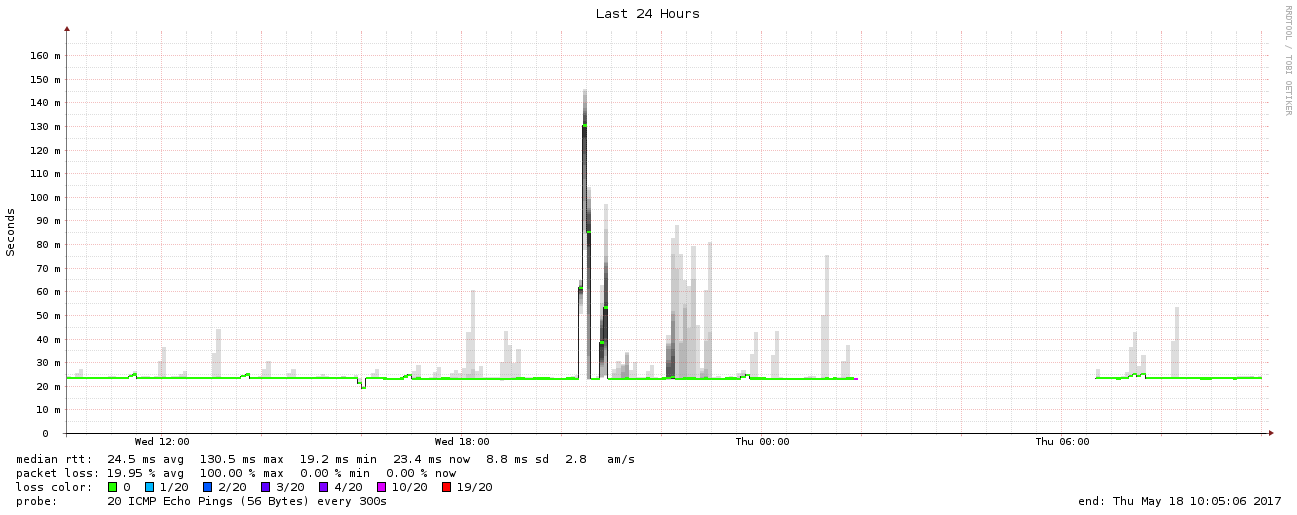 Last 24 Hours
RRDTOOL / TOBI OETIKER
Seconds
160 m
150 m
140 m
130 m
120 m
110 m
100 m
90 m
80 m
70 m
60 m
50 m
40 m
30 m
20 m
10 m
0
Wed 12:00 Wed 18:00 Thu 00:00 Thu 06:00
median rtt: 24.5 ms avg 130.5 ms max 19.2 ms min 23.4 ms now 8.8 ms sd 2.8 am/s
packet loss: 19.95 % avg 100.00 % max 0.00 % min 0.00 % now
loss color: 0 1/20 2/20 3/20 4/20 10/20 19/20
probe: 20 ICMP Echo Pings (56 Bytes) every 300s end: Thu May 18 10:05:06 2017